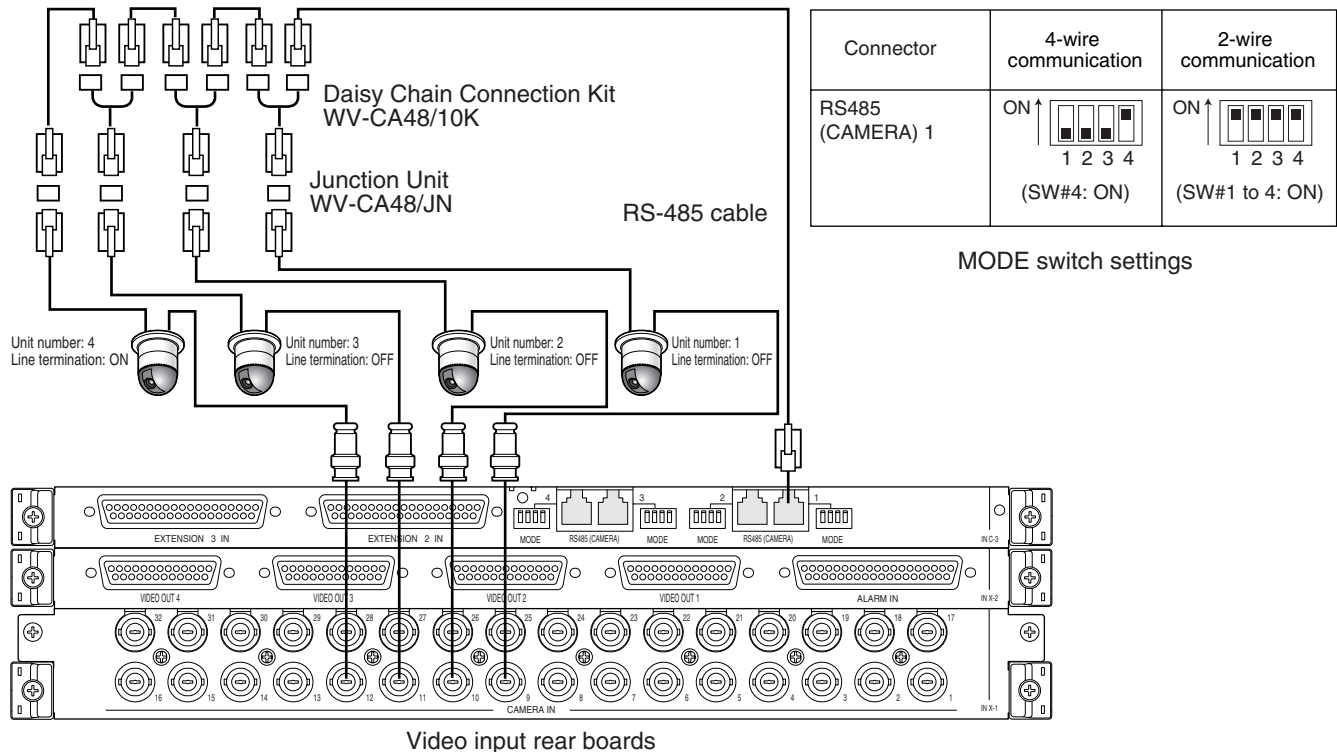 Daisy Chain Connection Kit
WV-CA48/10K
Junction Unit
WV-CA48/JN
RS-485 cable
Connector
4-wire
communication
2-wire
communication
RS485
(CAMERA) 1
ON
1 2 3 4
(SW#4: ON)
ON
1 2 3 4
(SW#1 to 4: ON)
MODE switch settings
Unit number: 4
Line termination: ON
Unit number: 3
Line termination: OFF
Unit number: 2
Line termination: OFF
Unit number: 1
Line termination: OFF
4 3 2 1
EXTENSION 3 IN EXTENSION 2 IN MODE RS485 (CAMERA) MODE MODE RS485 (CAMERA) MODE IN C-3
VIDEO OUT 4 VIDEO OUT 3 VIDEO OUT 2 VIDEO OUT 1 ALARM IN IN X-2
32 31 30 29 28 27 26 25 24 23 22 21 20 19 18 17
16 15 14 13 12 11 10 9 8 7 6 5 4 3 2 1
CAMERA IN IN X-1
Video input rear boards